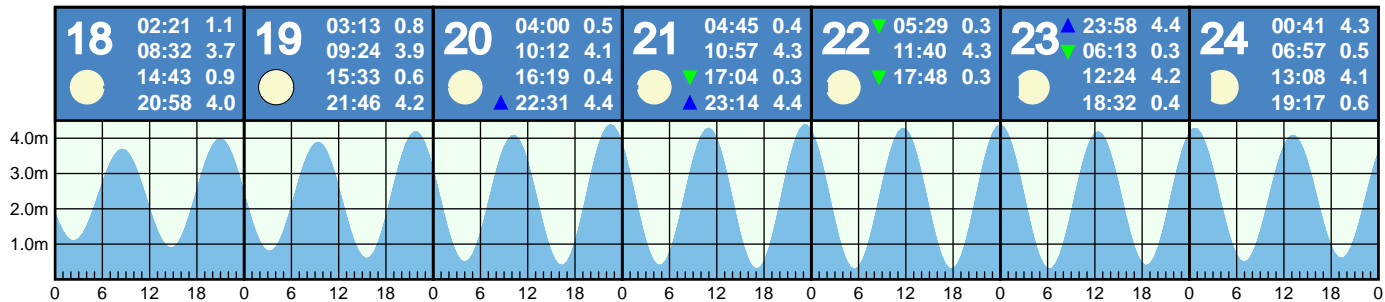 18 02:21 1.1
08:32 3.7
14:43 0.9
20:58 4.0
19 03:13 0.8
09:24 3.9
15:33 0.6
21:46 4.2
20 04:00 0.5
10:12 4.1
16:19 0.4
▲ 22:31 4.4
21 04:45 0.4
10:57 4.3
▼ 17:04 0.3
▲ 23:14 4.4
22 ▼ 05:29 0.3
11:40 4.3
▼ 17:48 0.3
23 ▲ 23:58 4.4
▼ 06:13 0.3
12:24 4.2
18:32 0.4
24 00:41 4.3
06:57 0.5
13:08 4.1
19:17 0.6
4.0m
3.0m
2.0m
1.0m
0 6 12 18 0 6 12 18 0 6 12 18 0 6 12 18 0 6 12 18 0 6 12 18 0 6 12 18 0